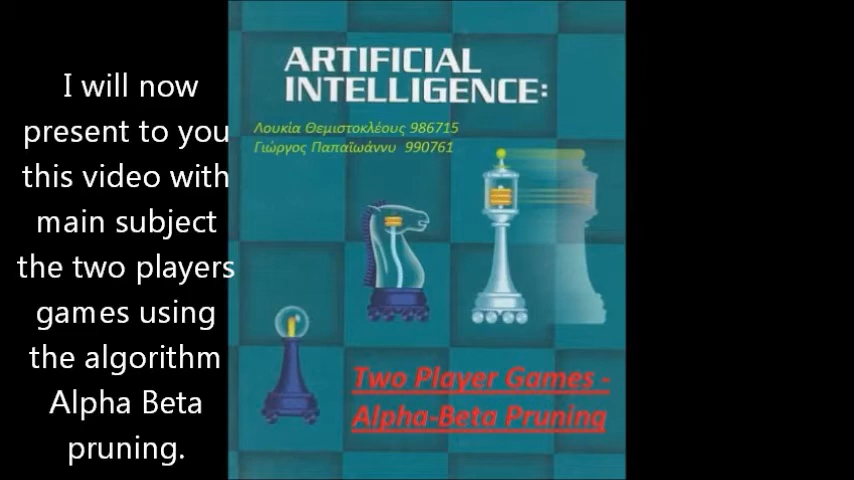 I will now
present to you
this video with
main subject
the two players
games using
the algorithm
Alpha Beta
pruning.
ARTIFICIAL
INTELLIGENCE:
Λουκία Θεμιστοκλέους 986715
Γιώργος Παπαϊωάννυ 990761
Two Player Games -
Alpha-Beta Pruning